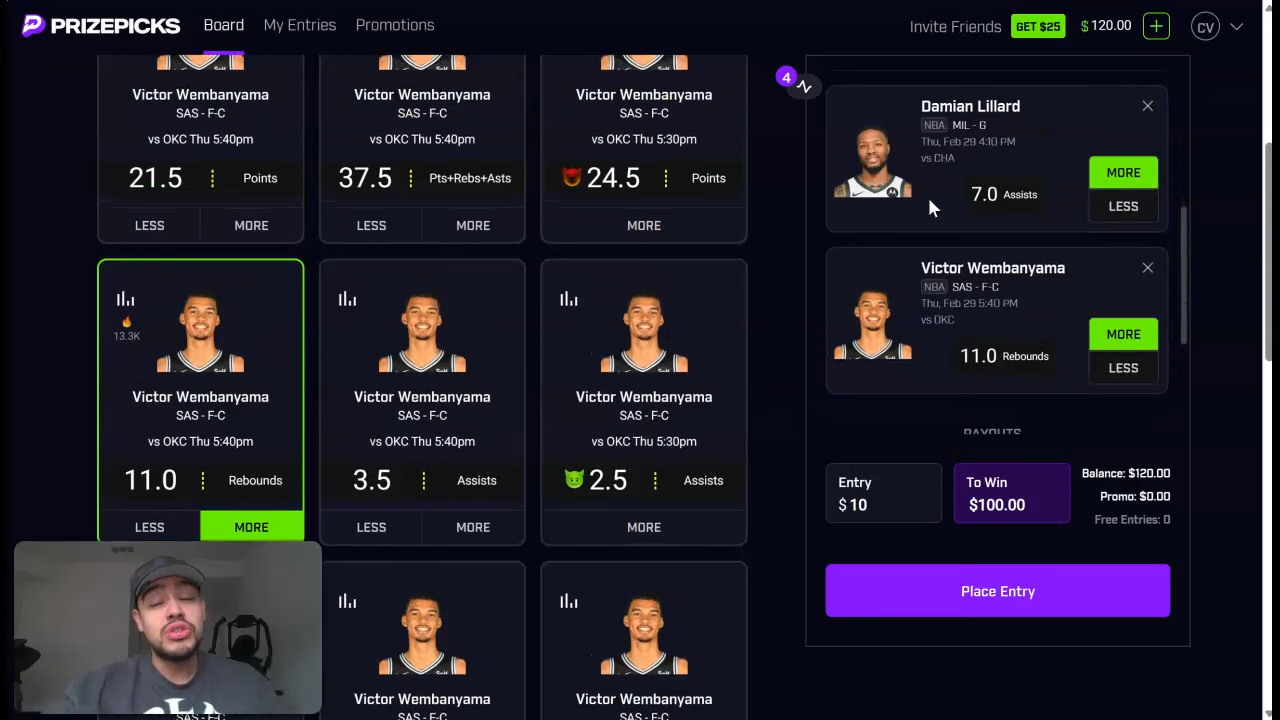 PRIZEPICKS
Board
My Entries
Promotions
Invite Friends
GET $25
$ 120.00
+
CV
Victor Wembanyama
SAS - F-C
vs OKC Thu 5:40pm
21.5
Points
LESS
MORE
Victor Wembanyama
SAS - F-C
vs OKC Thu 5:40pm
37.5
Pts+Rebs+Asts
LESS
MORE
Victor Wembanyama
SAS - F-C
vs OKC Thu 5:30pm
24.5
Points
MORE
13.3K
Victor Wembanyama
SAS - F-C
vs OKC Thu 5:40pm
11.0
Rebounds
LESS
MORE
Victor Wembanyama
SAS - F-C
vs OKC Thu 5:40pm
3.5
Assists
LESS
MORE
Victor Wembanyama
SAS - F-C
vs OKC Thu 5:30pm
2.5
Assists
MORE
Victor Wembanyama
SAS - F-C
Victor Wembanyama
SAS - F-C
4
Damian Lillard
NBA MIL - G
Thu, Feb 29 4:10 PM
vs CHA
7.0 Assists
MORE
LESS
Victor Wembanyama
NBA SAS - F-C
Thu, Feb 29 5:40 PM
vs OKC
11.0 Rebounds
MORE
LESS
PAYOUTS
Entry
$ 10
To Win
$100.00
Balance: $120.00
Promo: $0.00
Free Entries: 0
Place Entry